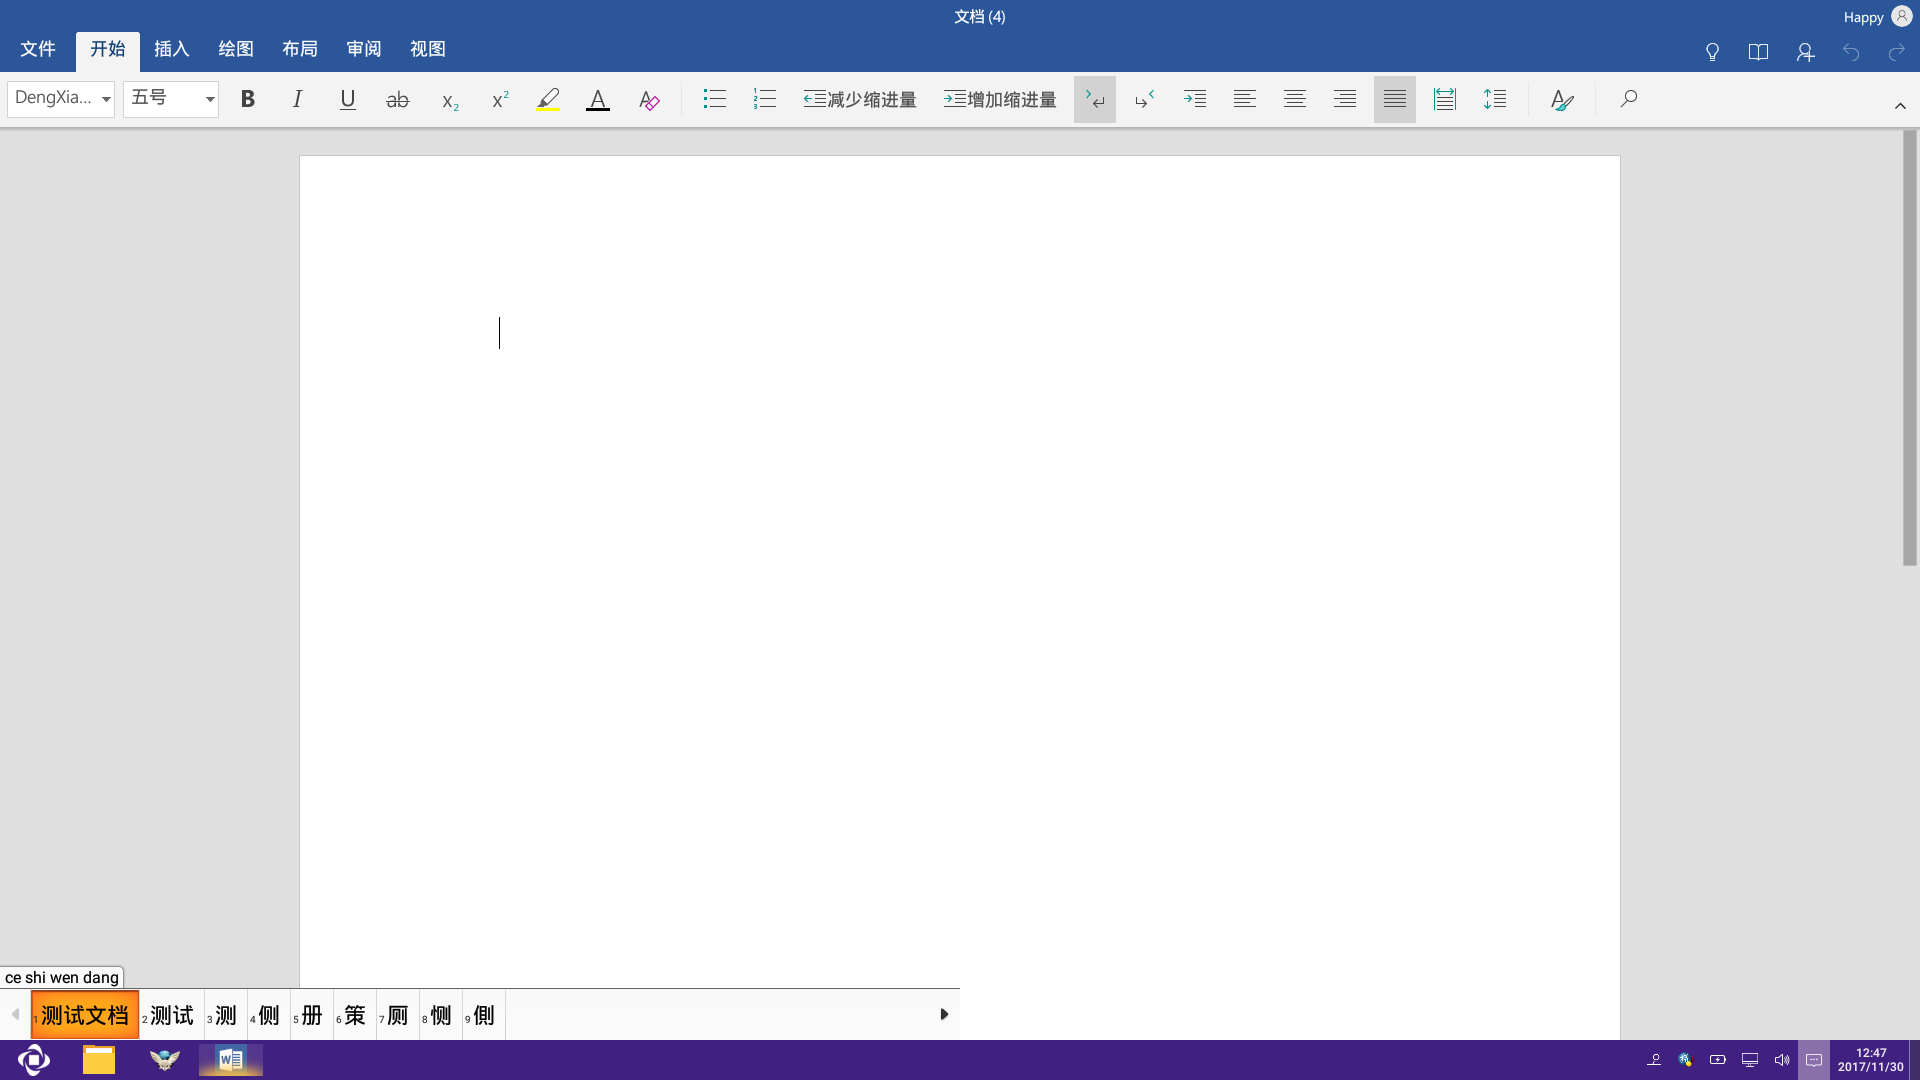 文档 (4)
Happy
文件 开始 插入 绘图 布局 审阅 视图
DengXia... 五号 B I U ab x₂ x² A A 减少缩进量 增加缩进量
ce shi wen dang
1 测试文档 2 测试 3 测 4 侧 5 册 6 策 7 厕 8 恻 9 側
12:47
2017/11/30